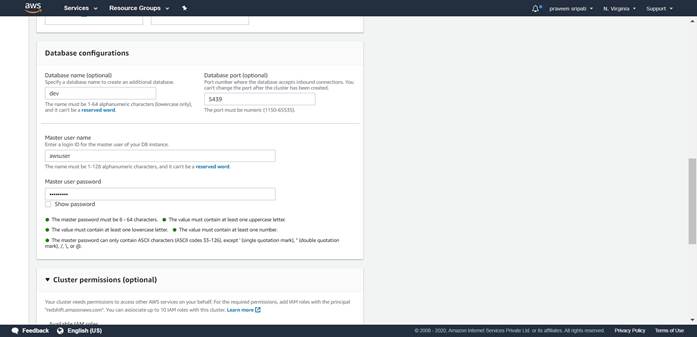 aws
Services
Resource Groups
praveen sripati
N. Virginia
Support
Database configurations
Database name (optional)
Specify a database name to create an additional database.
dev
The name must be 1-64 alphanumeric characters (lowercase only),
and it can't be a reserved word.
Database port (optional)
Port number where the database accepts inbound connections. You
can't change the port after the cluster has been created.
5439
The port must be numeric (1150-65535).
Master user name
Enter a login ID for the master user of your DB instance.
awsuser
The name must be 1-128 alphanumeric characters, and it can't be a reserved word.
Master user password
•••••••••
Show password
The master password must be 8 - 64 characters.
The value must contain at least one uppercase letter.
The value must contain at least one lowercase letter.
The value must contain at least one number.
The master password can only contain ASCII characters (ASCII codes 33-126), except ' (single quotation mark), " (double quotation
mark), /, \, or @.
Cluster permissions (optional)
Your cluster needs permissions to access other AWS services on your behalf. For the required permissions, add IAM roles with the principal
"redshift.amazonaws.com". You can associate up to 10 IAM roles with this cluster. Learn more
Available IAM roles
Feedback
English (US)
© 2008 - 2020, Amazon Internet Services Private Ltd. or its affiliates. All rights reserved.
Privacy Policy
Terms of Use